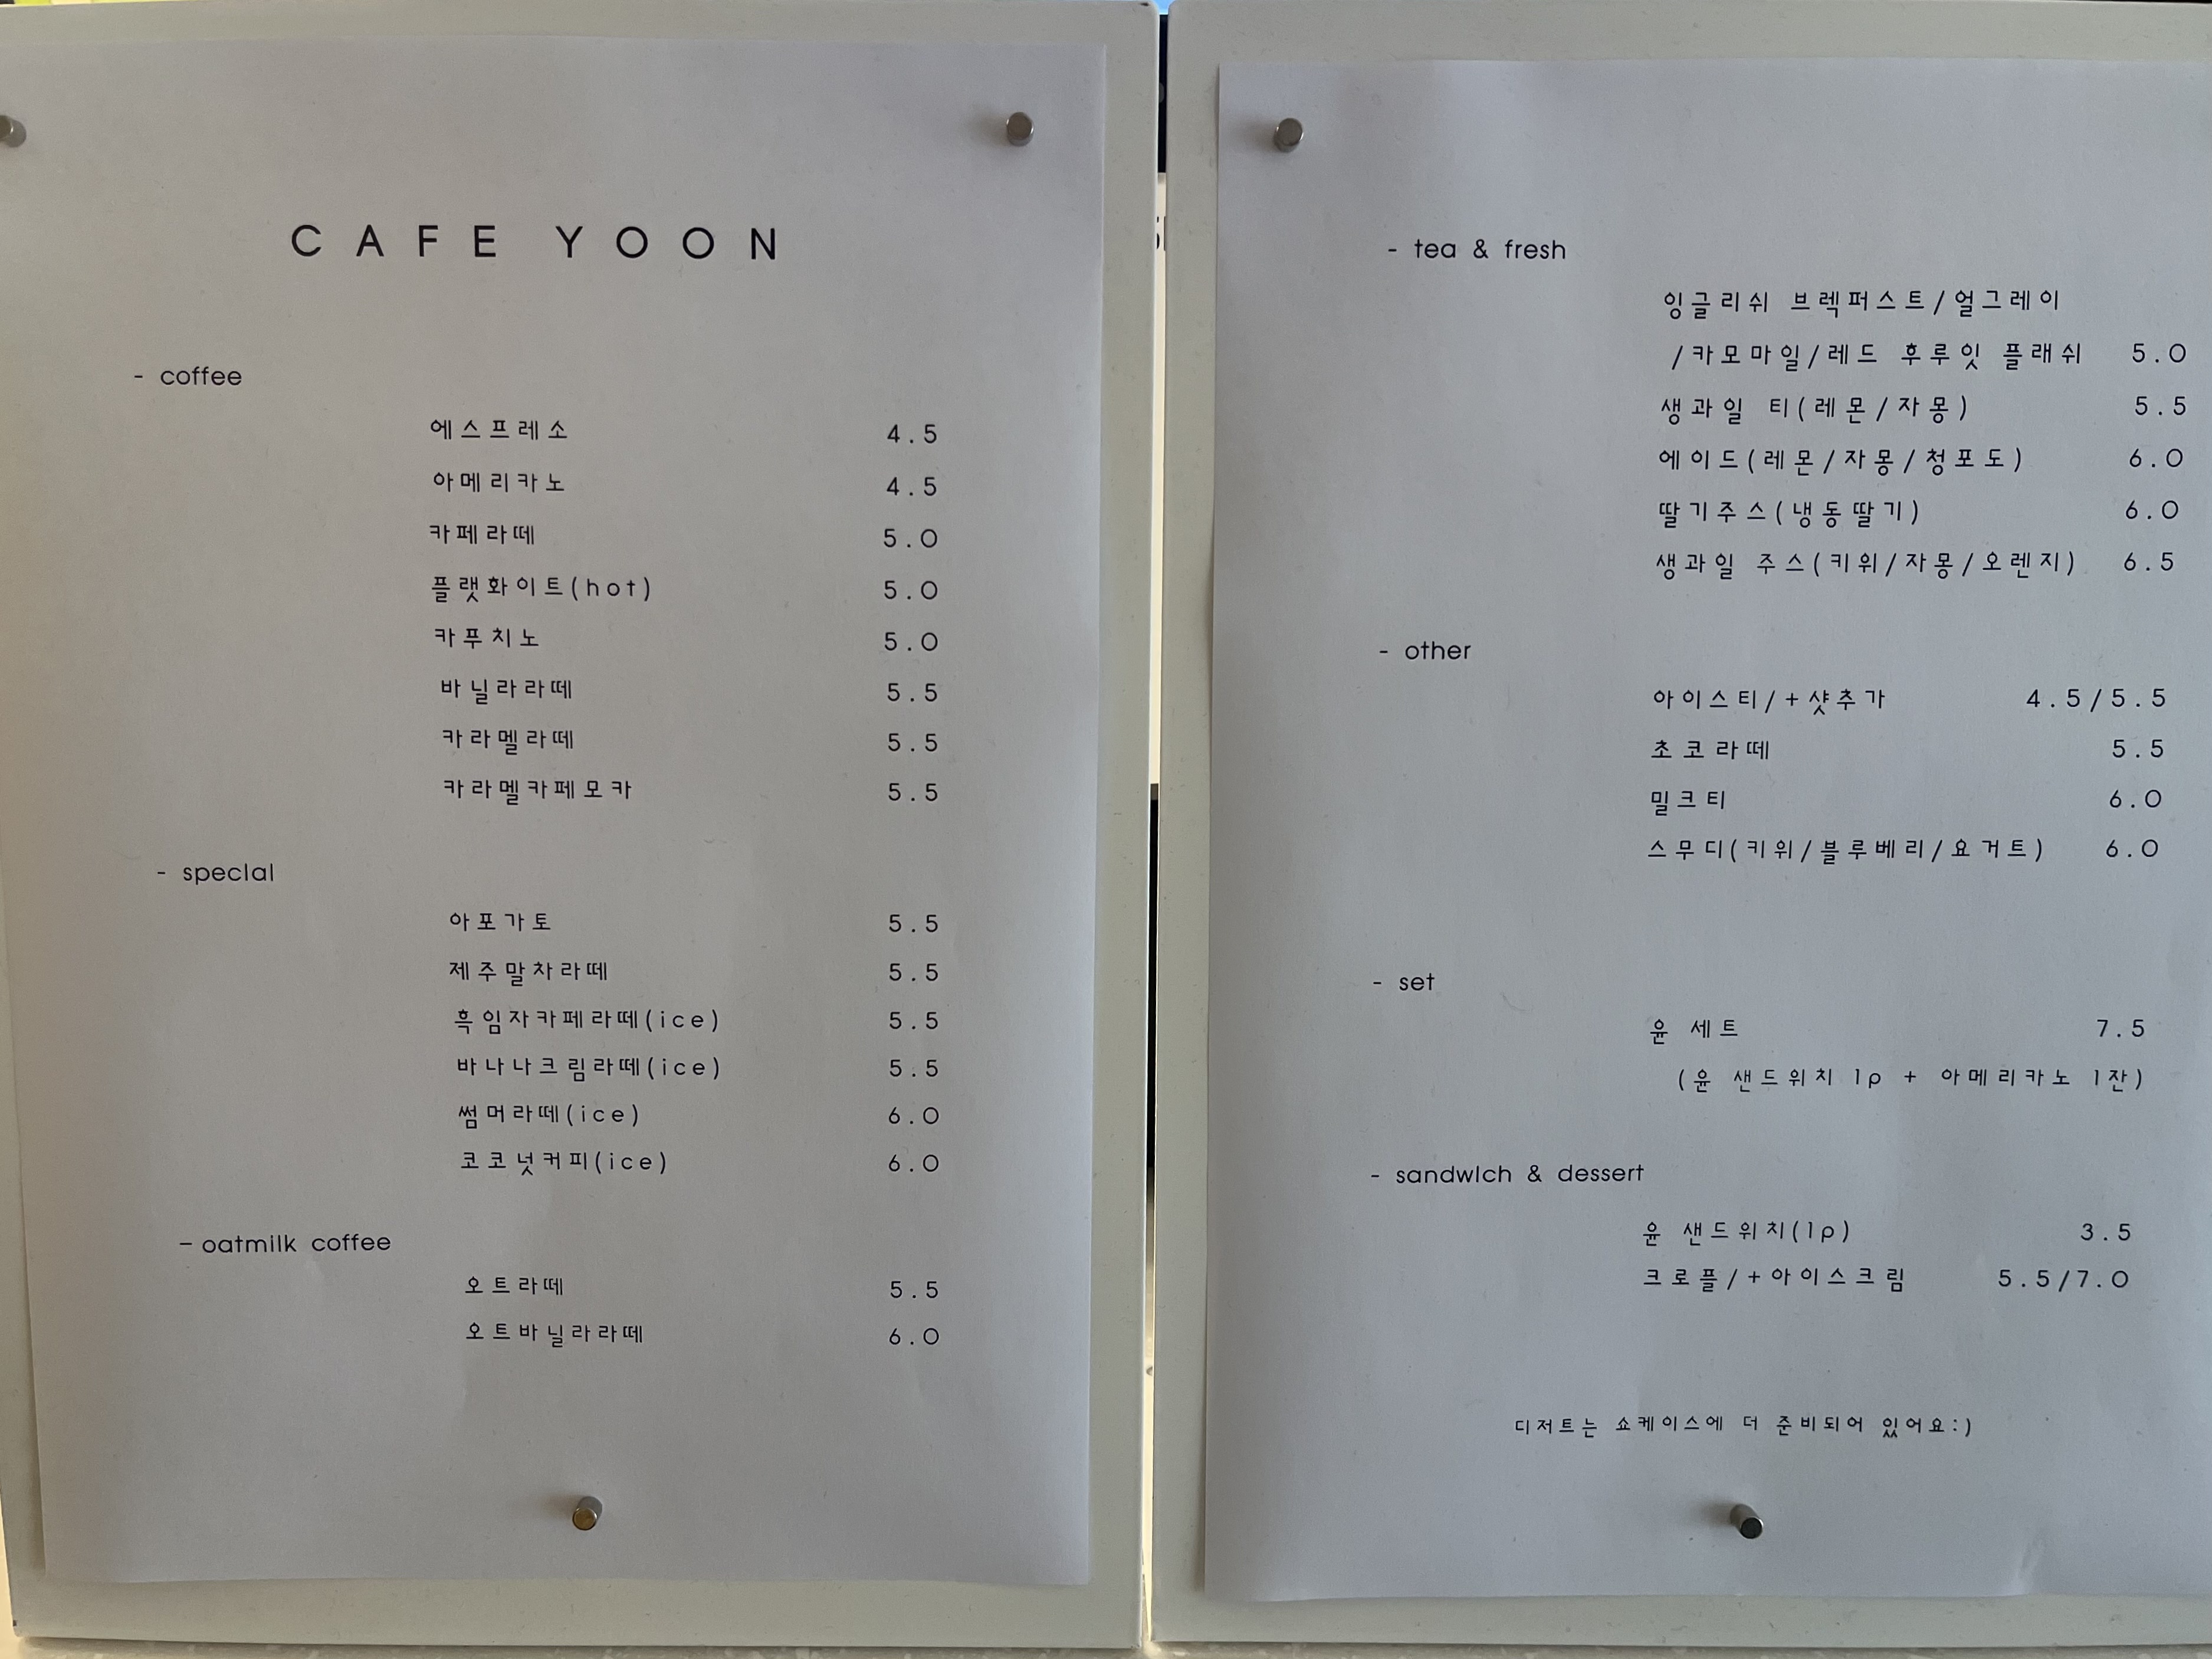 CAFE YOON
- coffee
에스프레소 4.5
아메리카노 4.5
카페라떼 5.0
플랫화이트(hot) 5.0
카푸치노 5.0
바닐라라떼 5.5
카라멜라떼 5.5
카라멜카페모카 5.5
- special
아포가토 5.5
제주말차라떼 5.5
흑임자카페라떼(ice) 5.5
바나나크림라떼(ice) 5.5
썸머라떼(ice) 6.0
코코넛커피(ice) 6.0
- oatmilk coffee
오트라떼 5.5
오트바닐라라떼 6.0
- tea & fresh
잉글리쉬 브렉퍼스트/얼그레이
/카모마일/레드 후루잇 플래쉬 5.0
생과일 티(레몬/자몽) 5.5
에이드(레몬/자몽/청포도) 6.0
딸기주스(냉동딸기) 6.0
생과일 주스(키위/자몽/오렌지) 6.5
- other
아이스티/+샷추가 4.5/5.5
초코라떼 5.5
밀크티 6.0
스무디(키위/블루베리/요거트) 6.0
- set
윤 세트 7.5
(윤 샌드위치 1p + 아메리카노 1잔)
- sandwich & dessert
윤 샌드위치(1p) 3.5
크로플/+아이스크림 5.5/7.0
디저트는 쇼케이스에 더 준비되어 있어요:)